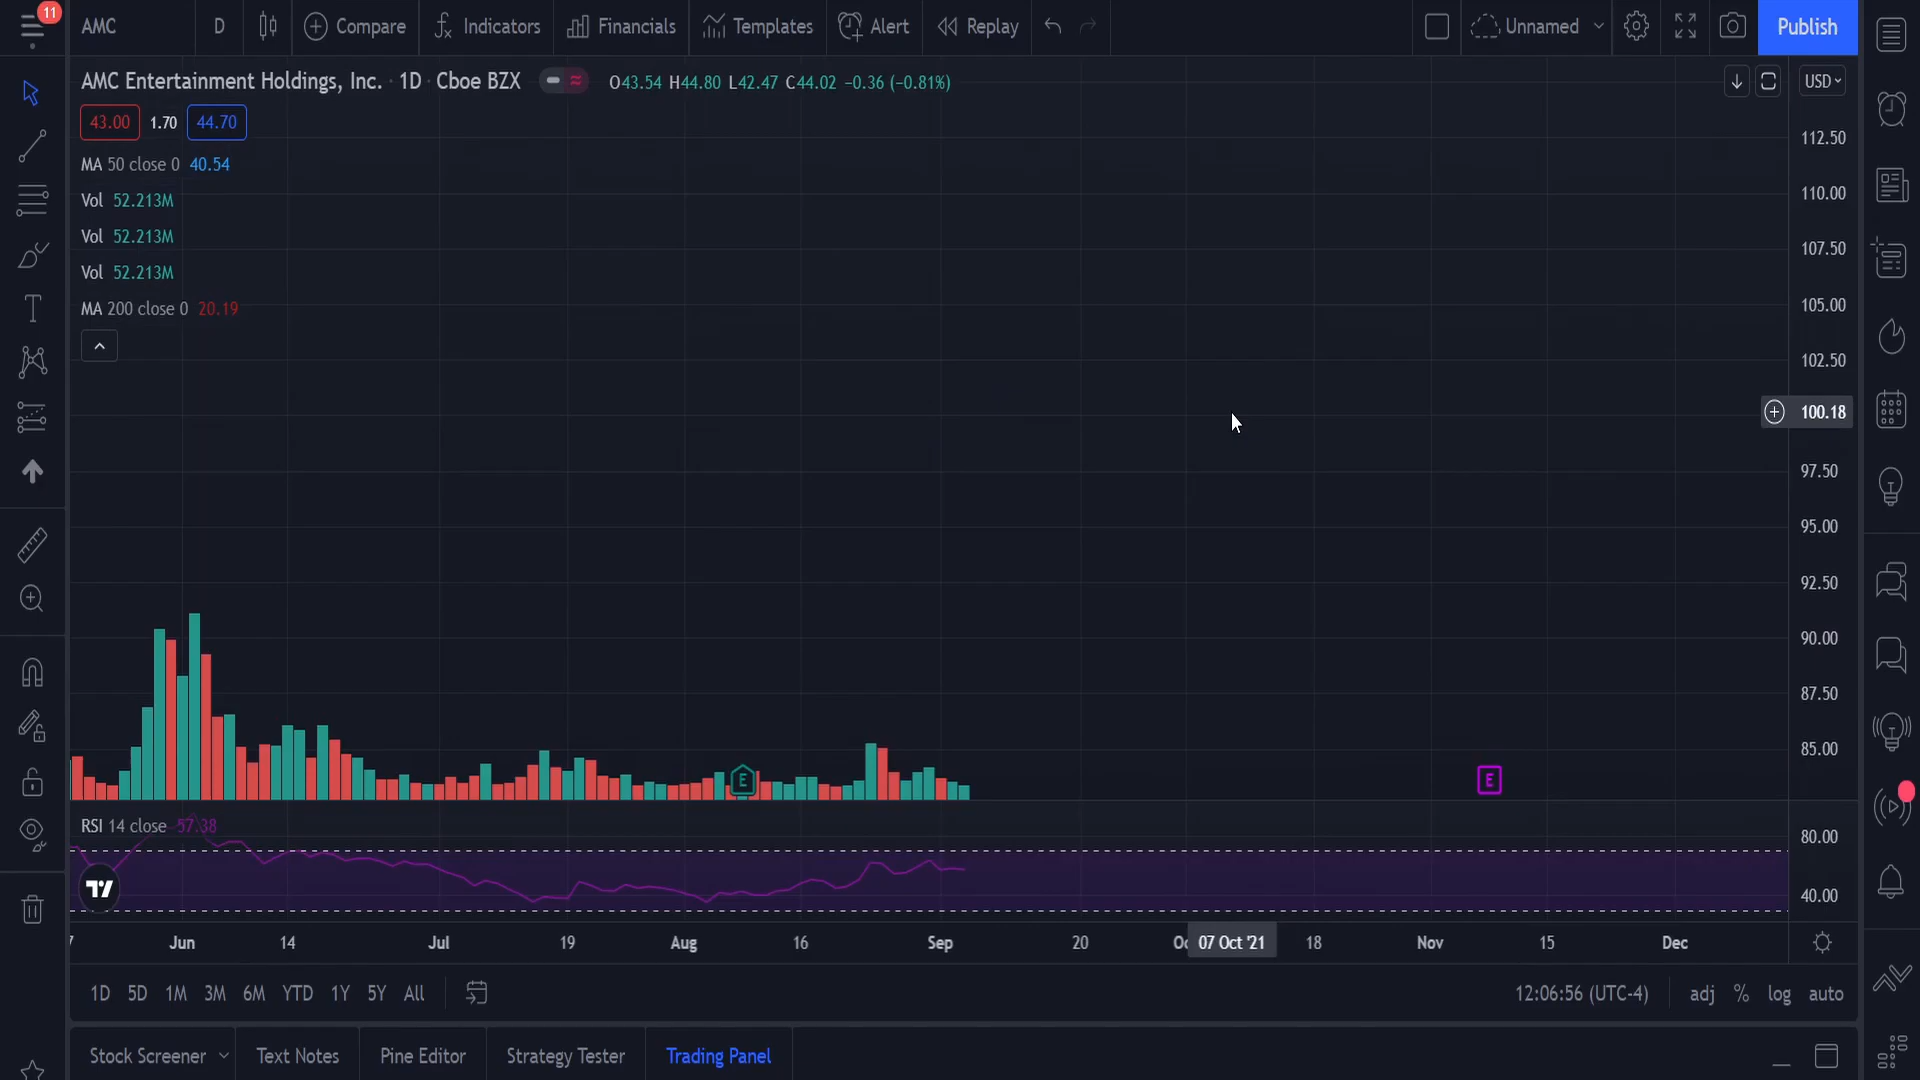 11
AMC D Compare Indicators Financials Templates Alert Replay Unnamed Publish
AMC Entertainment Holdings, Inc. · 1D · Cboe BZX O43.54 H44.80 L42.47 C44.02 −0.36 (−0.81%) USD
43.00 1.70 44.70
MA 50 close 0 40.54
Vol 52.213M
Vol 52.213M
Vol 52.213M
MA 200 close 0 20.19
112.50
110.00
107.50
105.00
102.50
100.18
97.50
95.00
92.50
90.00
87.50
85.00
E E
RSI 14 close 57.38
80.00
40.00
7 Jun 14 Jul 19 Aug 16 Sep 20 Oc 07 Oct '21 18 Nov 15 Dec
1D 5D 1M 3M 6M YTD 1Y 5Y All 12:06:56 (UTC-4) adj % log auto
Stock Screener Text Notes Pine Editor Strategy Tester Trading Panel